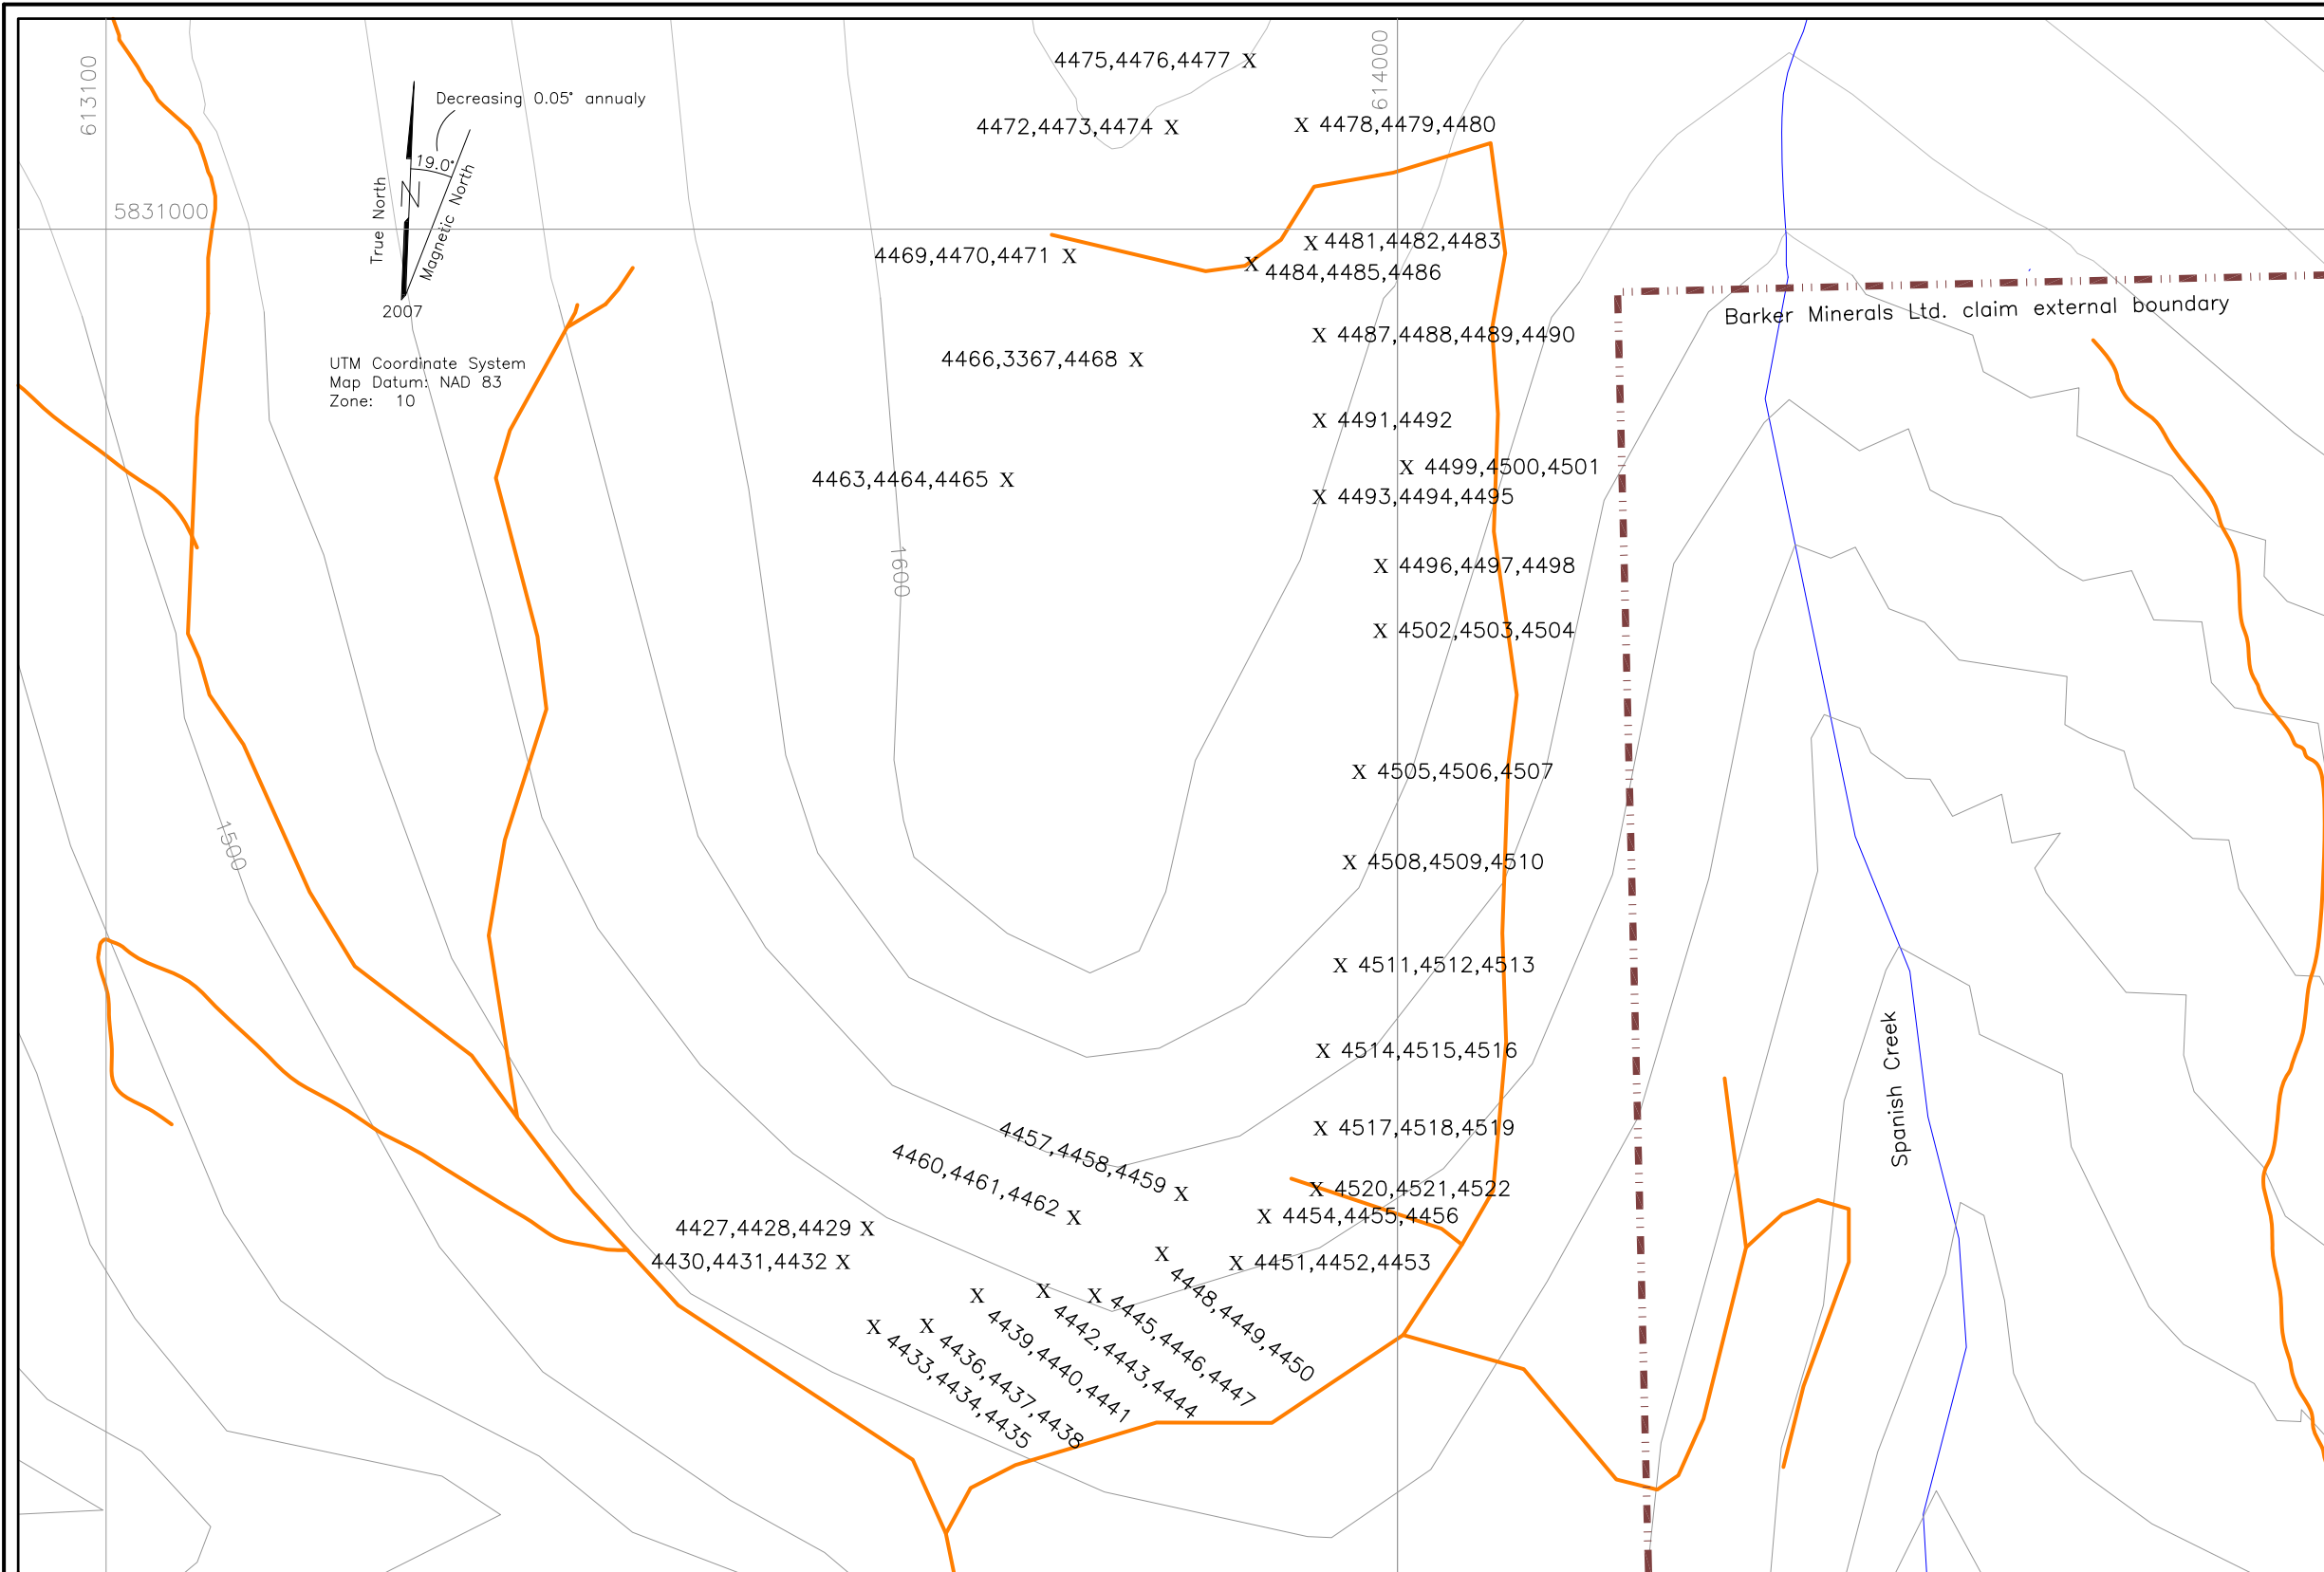 4475,4476,4477 X
613100
614000
Decreasing 0.05° annualy
4472,4473,4474 X
X 4478,4479,4480
19.0°
True North
N
Magnetic North
5831000
X 4481,4482,4483
4469,4470,4471 X
X 4484,4485,4486
2007
Barker Minerals Ltd. claim external boundary
X 4487,4488,4489,4490
UTM Coordinate System
Map Datum: NAD 83
Zone: 10
4466,3367,4468 X
X 4491,4492
X 4499,4500,4501
4463,4464,4465 X
X 4493,4494,4495
1600
X 4496,4497,4498
X 4502,4503,4504
X 4505,4506,4507
1500
X 4508,4509,4510
X 4511,4512,4513
X 4514,4515,4516
Spanish Creek
X 4517,4518,4519
4457,4458,4459 X
4460,4461,4462 X
X 4520,4521,4522
X 4454,4455,4456
4427,4428,4429 X
4430,4431,4432 X
X 4451,4452,4453
X 4448,4449,4450
X 4445,4446,4447
X 4442,4443,4444
X 4439,4440,4441
X 4436,4437,4438
X 4433,4434,4435